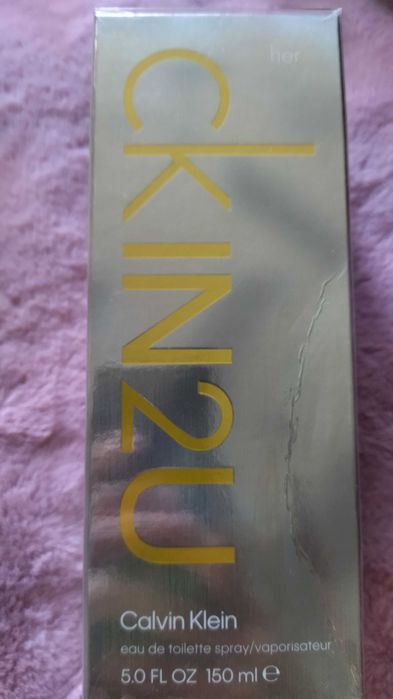 her
ckIN2U
Calvin Klein
eau de toilette spray/vaporisateur
5.0 FL OZ 150 ml ℮